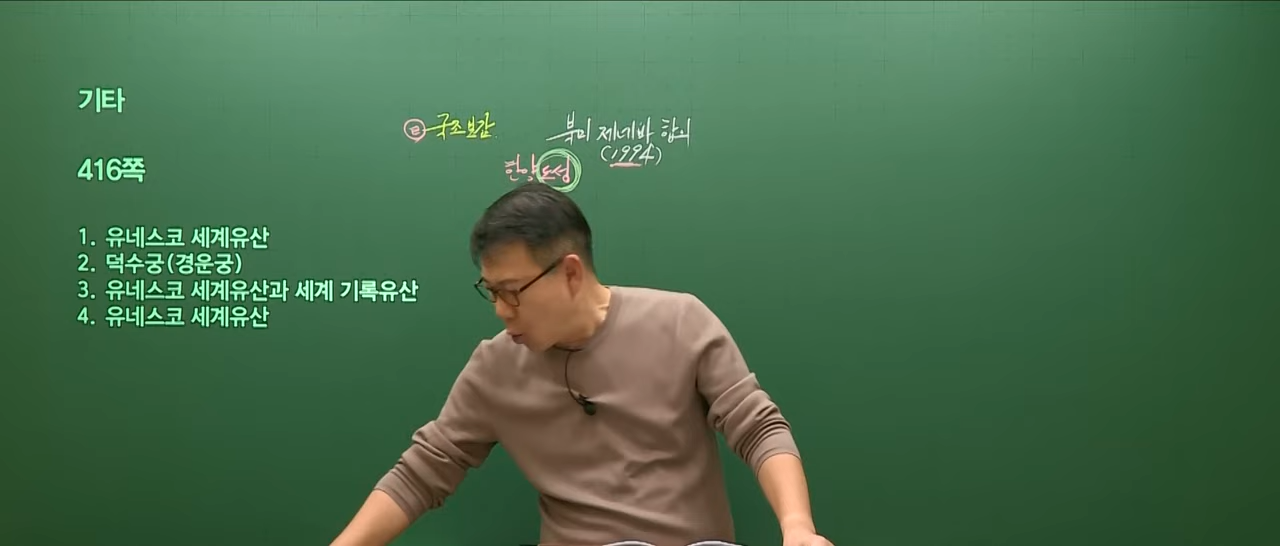 기타
416쪽
1. 유네스코 세계유산
2. 덕수궁(경운궁)
3. 유네스코 세계유산과 세계 기록유산
4. 유네스코 세계유산
ㄹ 국조보감
북미 제네바 합의
(1994)
한양도성